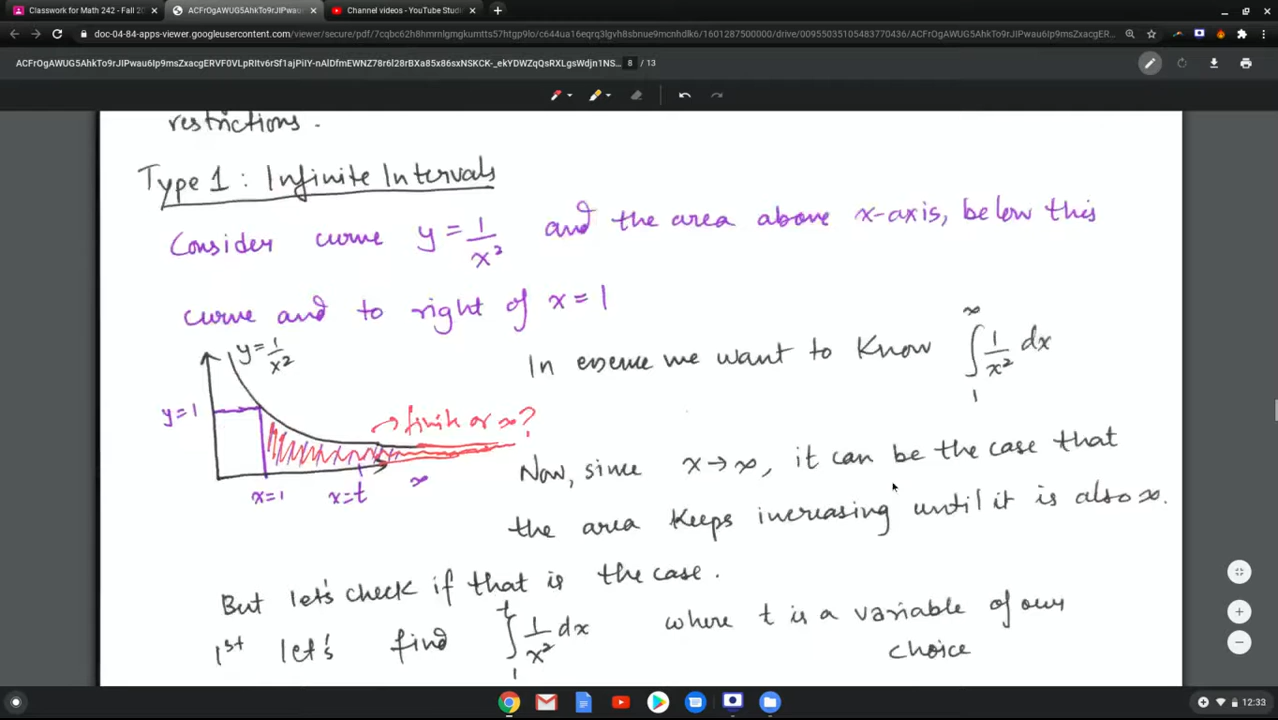 Classwork for Math 242 - Fall 20
YouTube
Channel videos - YouTube Studi
8 / 13
restrictions.
Type 1: Infinite Intervals
Consider curve y = 1/x² and the area above x-axis, below this
curve and to right of x = 1
y = 1/x²
In essence we want to know ∫₁^∞ 1/x² dx
y = 1
finite or ∞?
Now, since x → ∞, it can be the case that
x=1 x=t ∞
the area keeps increasing until it is also ∞.
But let's check if that is the case.
1st let's find ∫₁^t 1/x² dx where t is a variable of our
choice
12:33